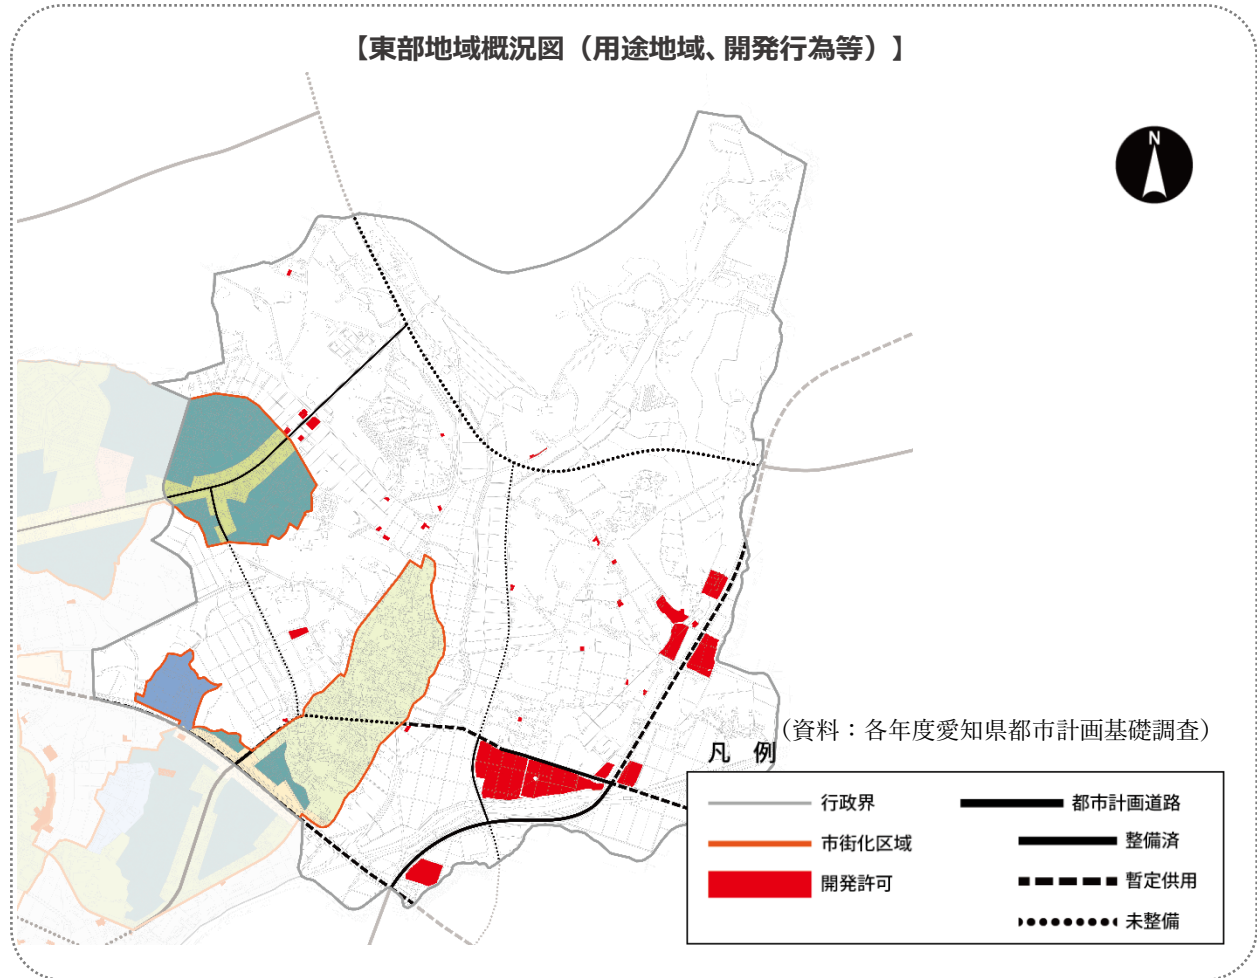 【東部地域概況図（用途地域、開発行為等）】
N
（資料：各年度愛知県都市計画基礎調査）
凡　例
行政界
都市計画道路
市街化区域
整備済
開発許可
暫定供用
未整備